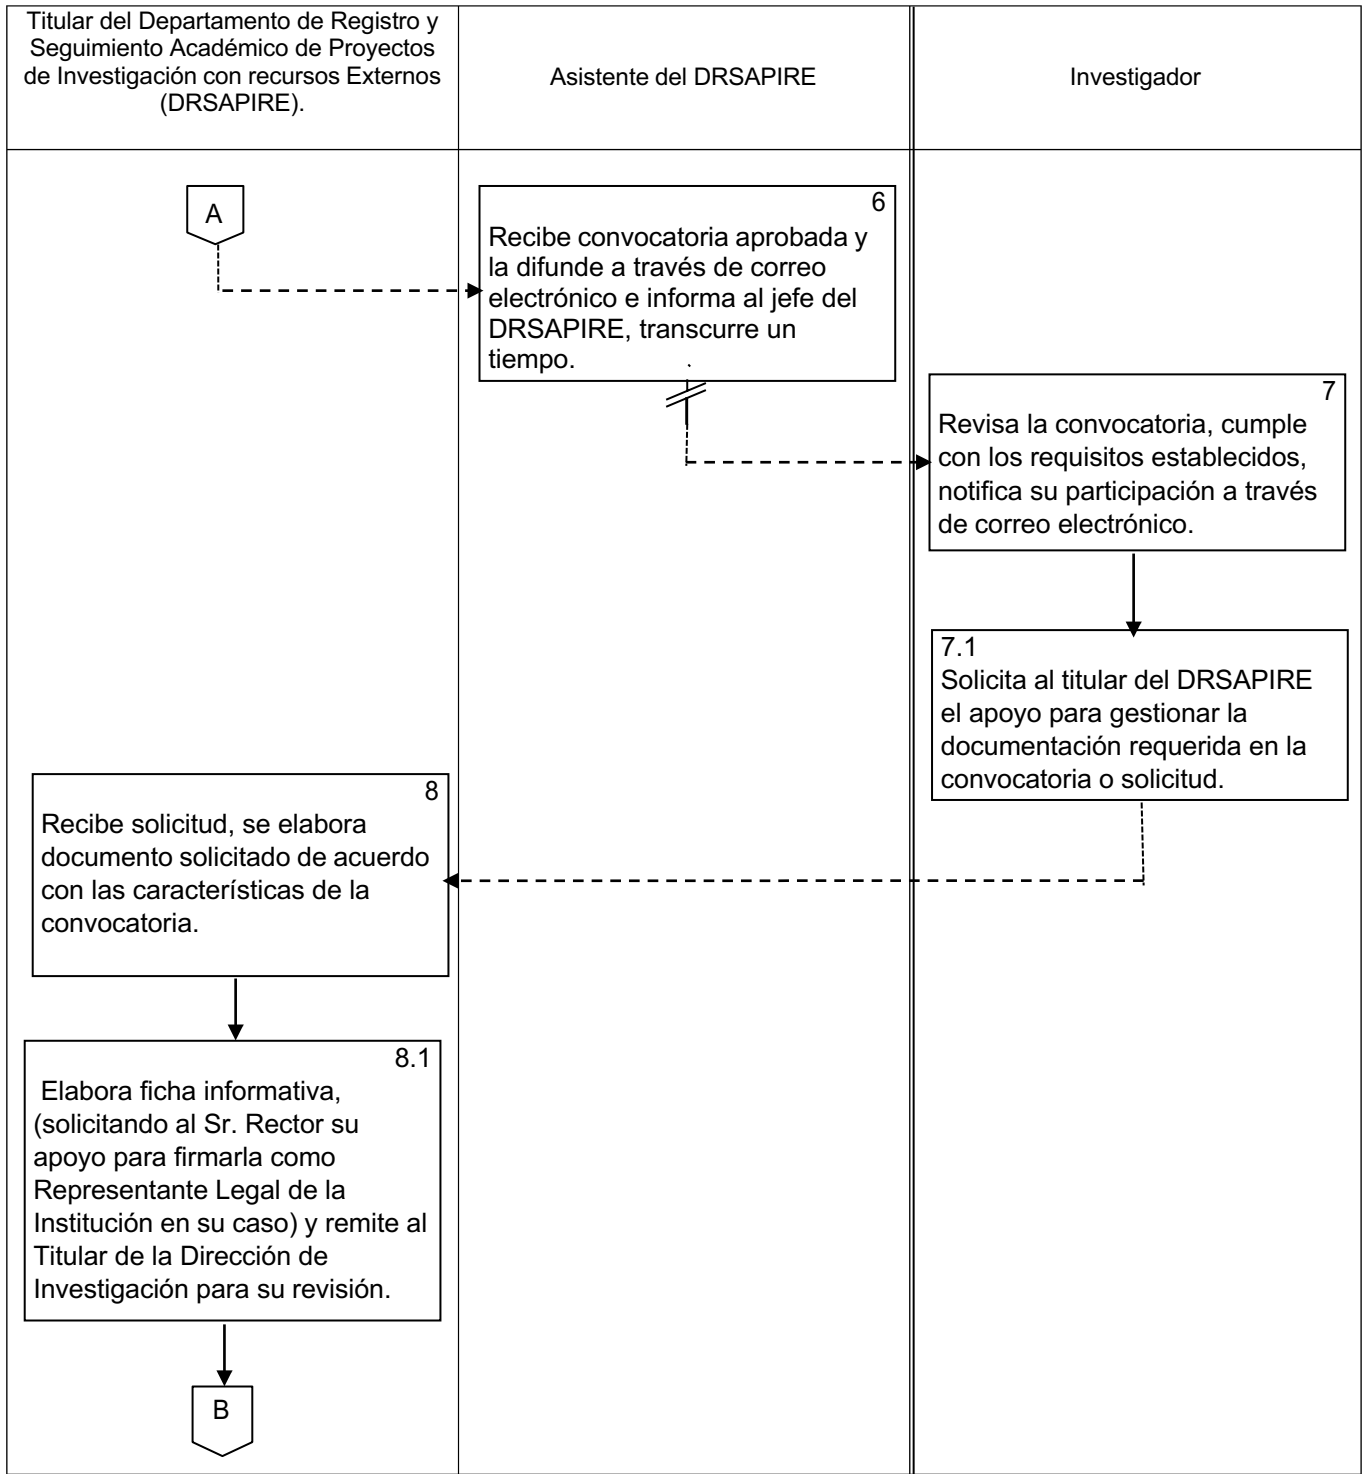 Titular del Departamento de Registro y
Seguimiento Académico de Proyectos
de Investigación con recursos Externos
(DRSAPIRE).
Asistente del DRSAPIRE
Investigador
A
6
Recibe convocatoria aprobada y
la difunde a través de correo
electrónico e informa al jefe del
DRSAPIRE, transcurre un
tiempo.
7
Revisa la convocatoria, cumple
con los requisitos establecidos,
notifica su participación a través
de correo electrónico.
7.1
Solicita al titular del DRSAPIRE
el apoyo para gestionar la
documentación requerida en la
convocatoria o solicitud.
8
Recibe solicitud, se elabora
documento solicitado de acuerdo
con las características de la
convocatoria.
8.1
Elabora ficha informativa,
(solicitando al Sr. Rector su
apoyo para firmarla como
Representante Legal de la
Institución en su caso) y remite al
Titular de la Dirección de
Investigación para su revisión.
B